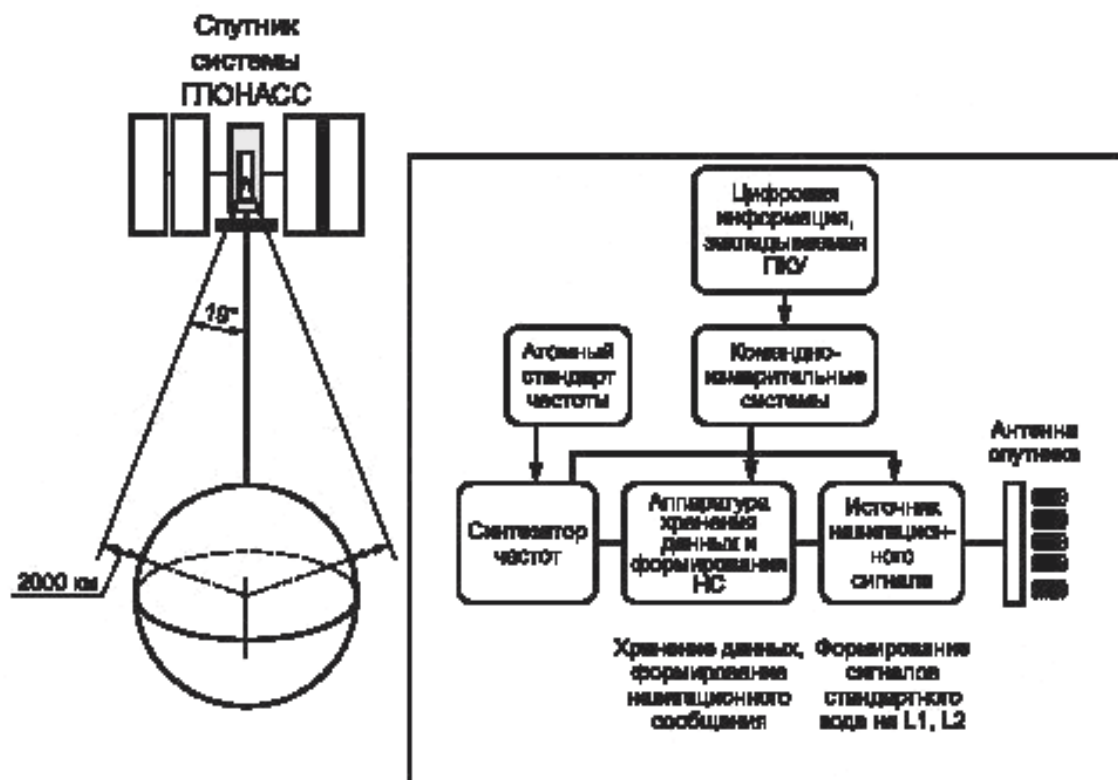 Спутник
системы
ГЛОНАСС
19°
2000 км
Цифровая
информация,
закладываемая
ПКУ
Атомный
стандарт
частоты
Командно-
измерительные
системы
Антенна
спутника
Синтезатор
частот
Аппаратура
хранения
данных и
формирования
НС
Источник
навигацион-
ного
сигнала
Хранение данных,
формирование
навигационного
сообщения
Формирование
сигналов
стандартного
кода на L1, L2